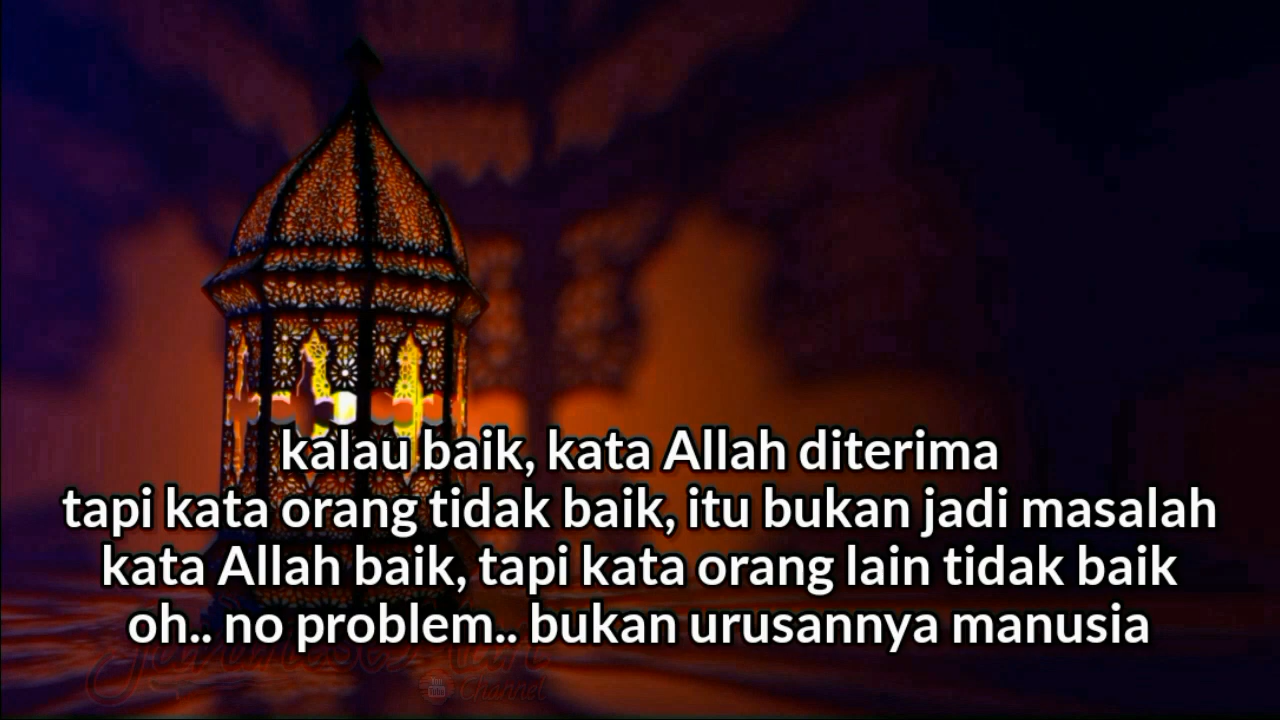 kalau baik, kata Allah diterima
tapi kata orang tidak baik, itu bukan jadi masalah
kata Allah baik, tapi kata orang lain tidak baik
oh.. no problem.. bukan urusannya manusia
Channel